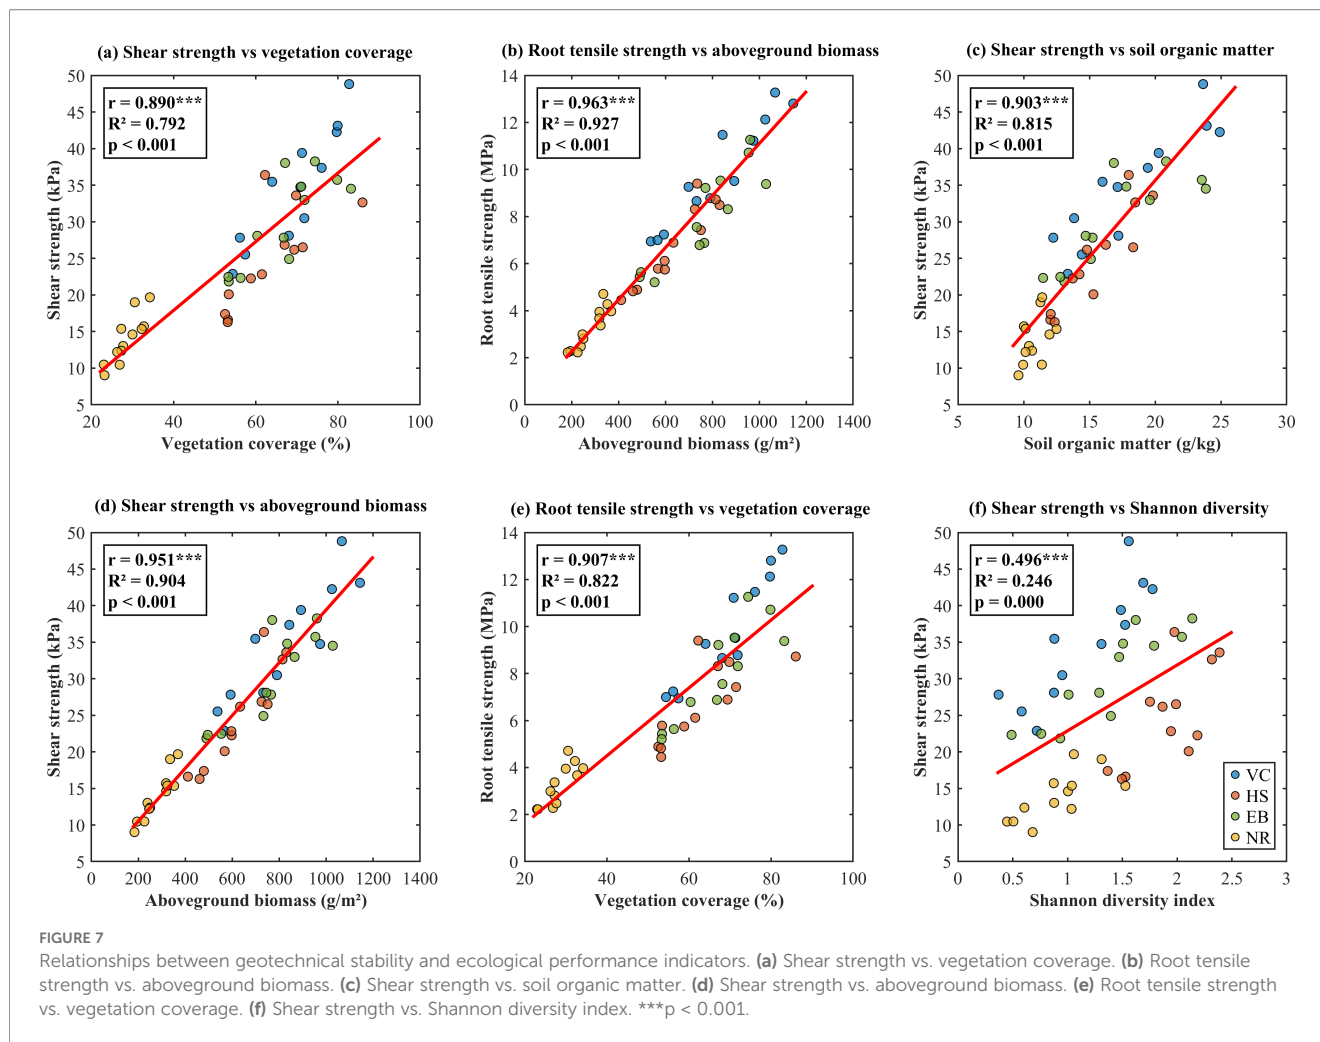 (a) Shear strength vs vegetation coverage
r = 0.890***
R² = 0.792
p < 0.001
Shear strength (kPa)
50
45
40
35
30
25
20
15
10
5
20
40
60
80
100
Vegetation coverage (%)
(b) Root tensile strength vs aboveground biomass
r = 0.963***
R² = 0.927
p < 0.001
Root tensile strength (MPa)
14
12
10
8
6
4
2
0
0
200
400
600
800
1000
1200
1400
Aboveground biomass (g/m²)
(c) Shear strength vs soil organic matter
r = 0.903***
R² = 0.815
p < 0.001
Shear strength (kPa)
50
45
40
35
30
25
20
15
10
5
5
10
15
20
25
30
Soil organic matter (g/kg)
(d) Shear strength vs aboveground biomass
r = 0.951***
R² = 0.904
p < 0.001
Shear strength (kPa)
50
45
40
35
30
25
20
15
10
5
0
200
400
600
800
1000
1200
1400
Aboveground biomass (g/m²)
(e) Root tensile strength vs vegetation coverage
r = 0.907***
R² = 0.822
p < 0.001
Root tensile strength (MPa)
14
12
10
8
6
4
2
0
20
40
60
80
100
Vegetation coverage (%)
(f) Shear strength vs Shannon diversity
r = 0.496***
R² = 0.246
p = 0.000
Shear strength (kPa)
50
45
40
35
30
25
20
15
10
5
0
0.5
1
1.5
2
2.5
3
Shannon diversity index
VC
HS
EB
NR
FIGURE 7
Relationships between geotechnical stability and ecological performance indicators. (a) Shear strength vs. vegetation coverage. (b) Root tensile
strength vs. aboveground biomass. (c) Shear strength vs. soil organic matter. (d) Shear strength vs. aboveground biomass. (e) Root tensile strength
vs. vegetation coverage. (f) Shear strength vs. Shannon diversity index. ***p < 0.001.